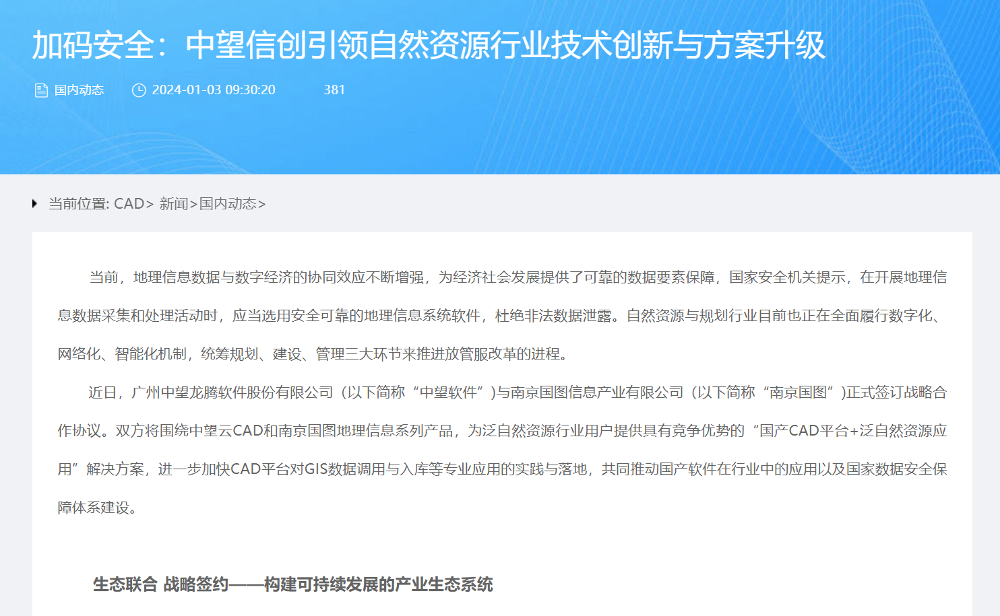 加码安全：中望信创引领自然资源行业技术创新与方案升级
国内动态 2024-01-03 09:30:20 381
当前位置: CAD> 新闻>国内动态>
当前，地理信息数据与数字经济的协同效应不断增强，为经济社会发展提供了可靠的数据要素保障，国家安全机关提示，在开展地理信
息数据采集和处理活动时，应当选用安全可靠的地理信息系统软件，杜绝非法数据泄露。自然资源与规划行业目前也正在全面履行数字化、
网络化、智能化机制，统筹规划、建设、管理三大环节来推进放管服改革的进程。
近日，广州中望龙腾软件股份有限公司（以下简称“中望软件”)与南京国图信息产业有限公司（以下简称“南京国图”)正式签订战略合
作协议。双方将围绕中望云CAD和南京国图地理信息系列产品，为泛自然资源行业用户提供具有竞争优势的“国产CAD平台+泛自然资源应
用”解决方案，进一步加快CAD平台对GIS数据调用与入库等专业应用的实践与落地，共同推动国产软件在行业中的应用以及国家数据安全保
障体系建设。
生态联合 战略签约——构建可持续发展的产业生态系统